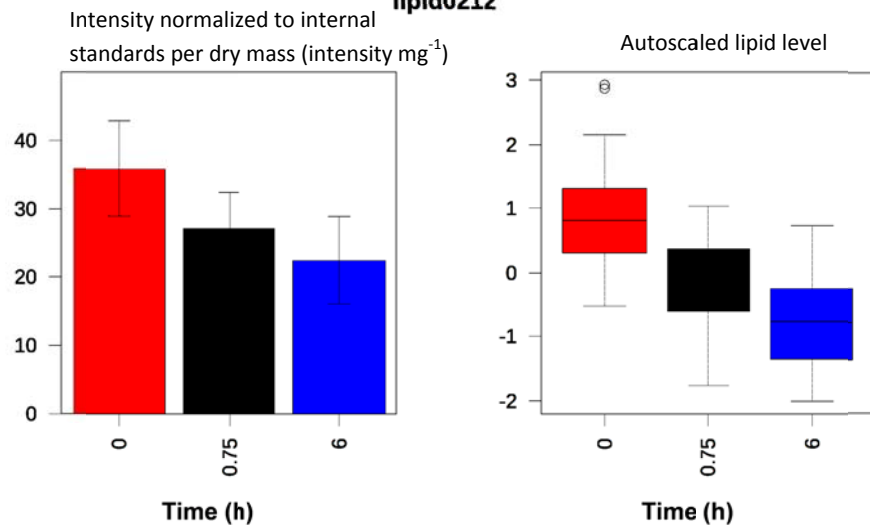 lipid0212
Intensity normalized to internal
standards per dry mass (intensity mg⁻¹)
40
30
20
10
0
0
0.75
6
Time (h)
Autoscaled lipid level
3
2
1
0
-1
-2
0
0.75
6
Time (h)